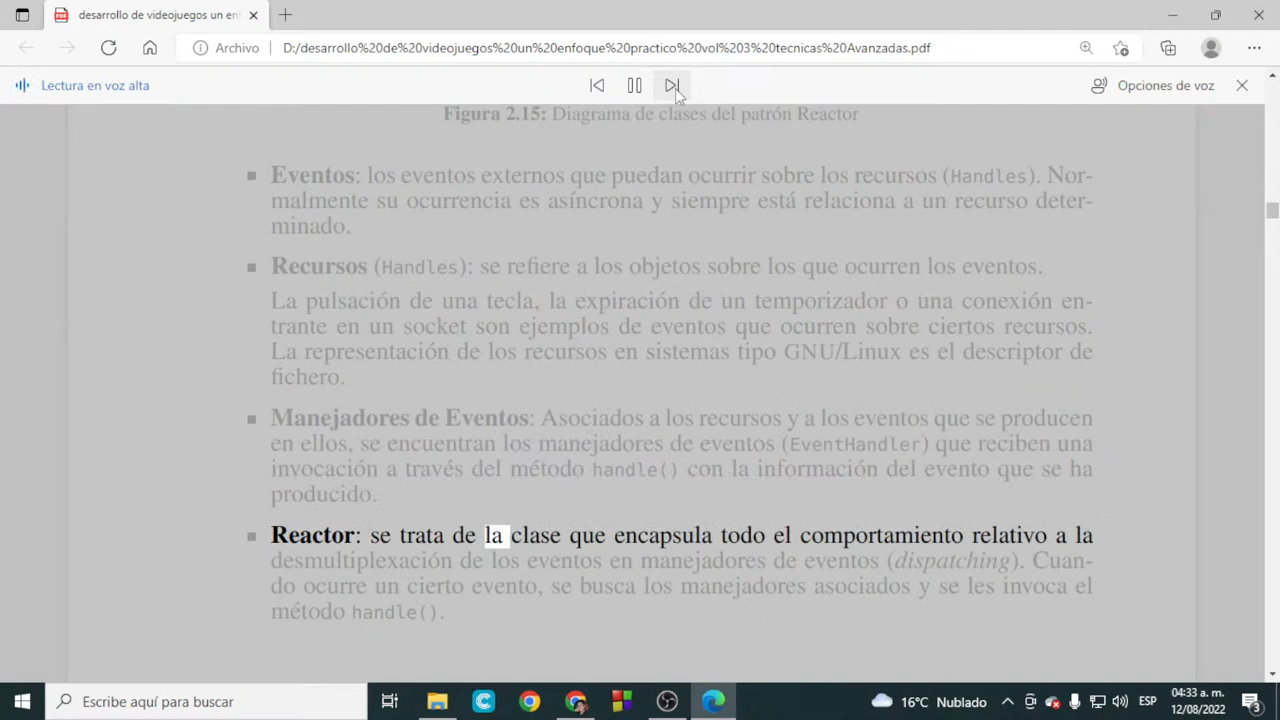 desarrollo de videojuegos un en
Archivo
D:/desarrollo%20de%20videojuegos%20un%20enfoque%20practico%20vol%203%20tecnicas%20Avanzadas.pdf
Lectura en voz alta
Opciones de voz
Figura 2.15: Diagrama de clases del patrón Reactor
Eventos: los eventos externos que puedan ocurrir sobre los recursos (Handles). Nor-
malmente su ocurrencia es asíncrona y siempre está relaciona a un recurso deter-
minado.
Recursos (Handles): se refiere a los objetos sobre los que ocurren los eventos.
La pulsación de una tecla, la expiración de un temporizador o una conexión en-
trante en un socket son ejemplos de eventos que ocurren sobre ciertos recursos.
La representación de los recursos en sistemas tipo GNU/Linux es el descriptor de
fichero.
Manejadores de Eventos: Asociados a los recursos y a los eventos que se producen
en ellos, se encuentran los manejadores de eventos (EventHandler) que reciben una
invocación a través del método handle() con la información del evento que se ha
producido.
Reactor: se trata de la clase que encapsula todo el comportamiento relativo a la
desmultiplexación de los eventos en manejadores de eventos (dispatching). Cuan-
do ocurre un cierto evento, se busca los manejadores asociados y se les invoca el
método handle().
Escribe aquí para buscar
16°C Nublado
ESP
04:33 a. m.
12/08/2022
3